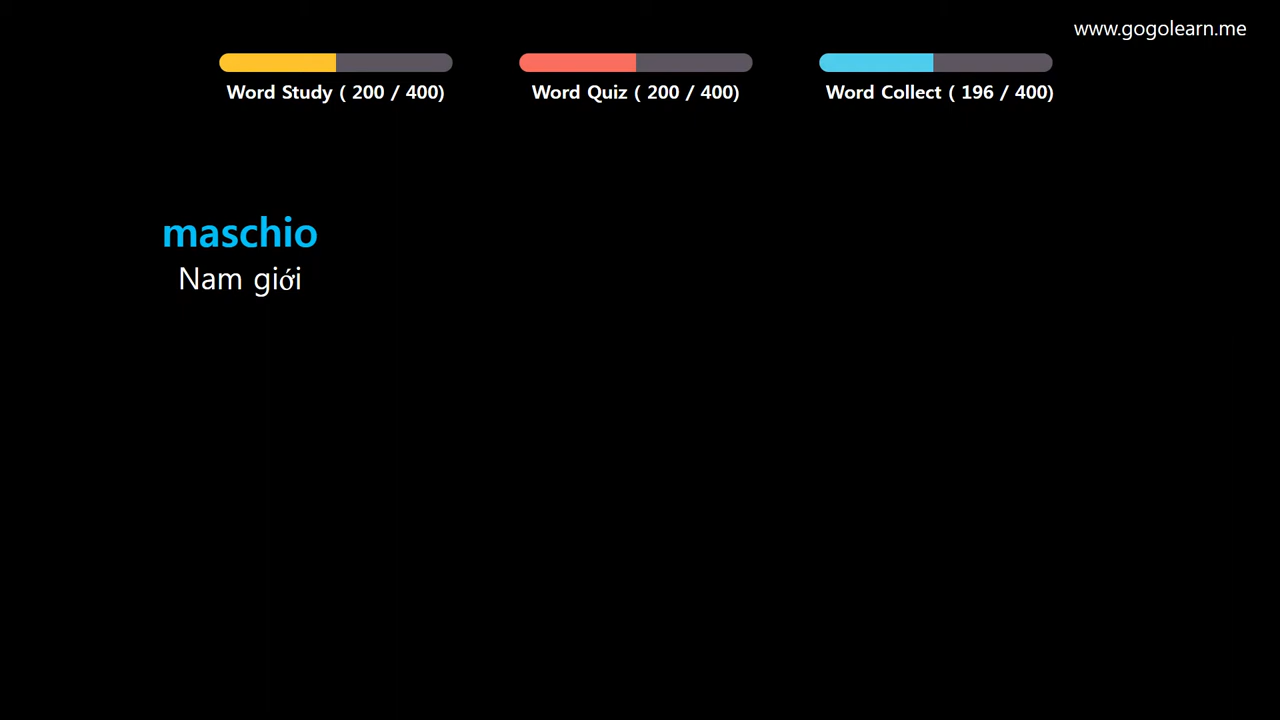 www.gogolearn.me
Word Study ( 200 / 400)
Word Quiz ( 200 / 400)
Word Collect ( 196 / 400)
maschio
Nam giới